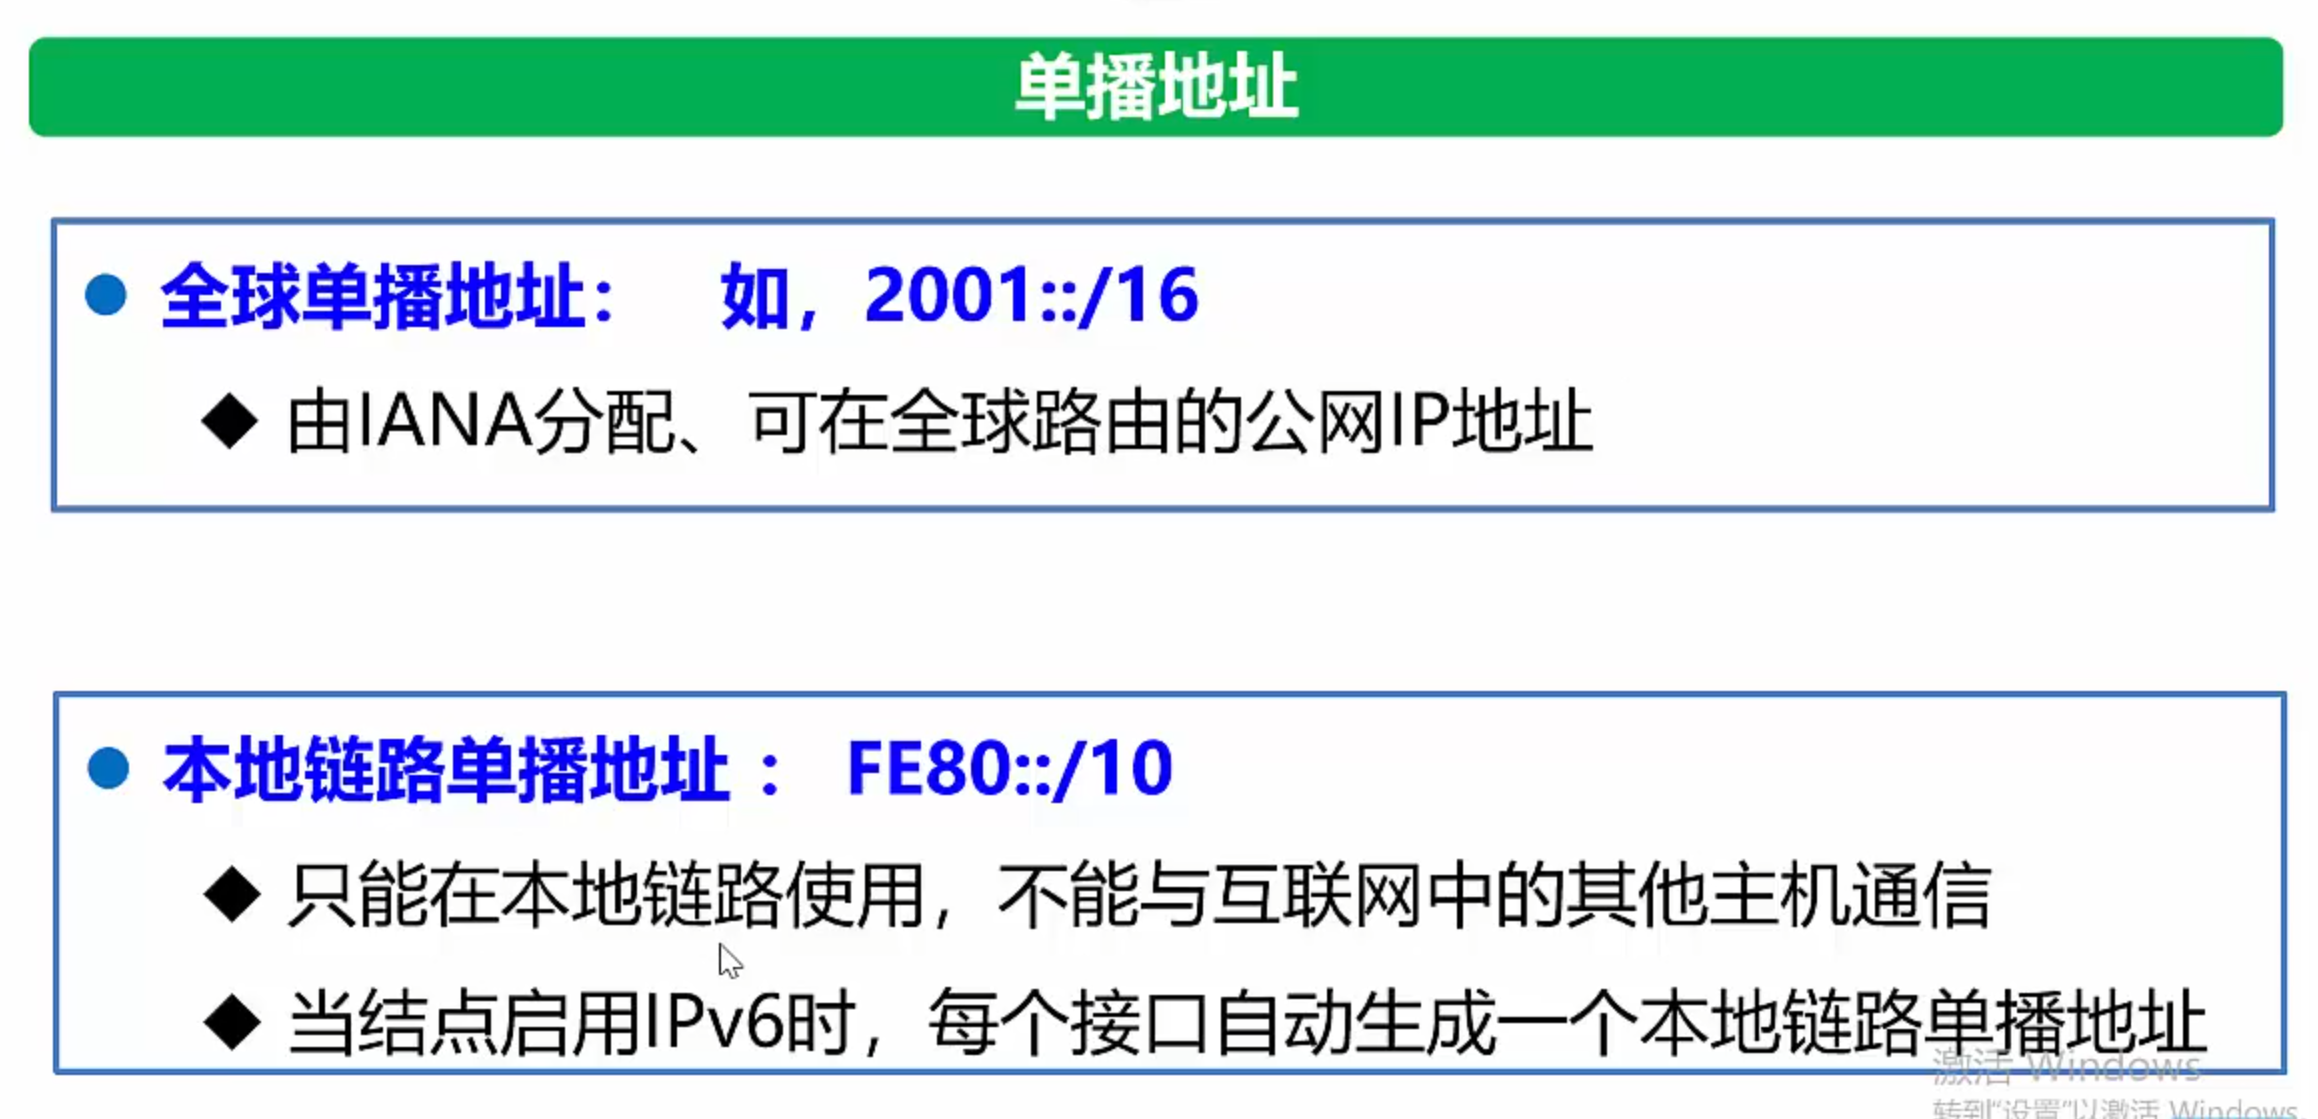 单播地址
全球单播地址： 如，2001::/16
由IANA分配、可在全球路由的公网IP地址
本地链路单播地址 ： FE80::/10
只能在本地链路使用，不能与互联网中的其他主机通信
当结点启用IPv6时，每个接口自动生成一个本地链路单播地址
激活 Windows
转到“设置”以激活 Windows